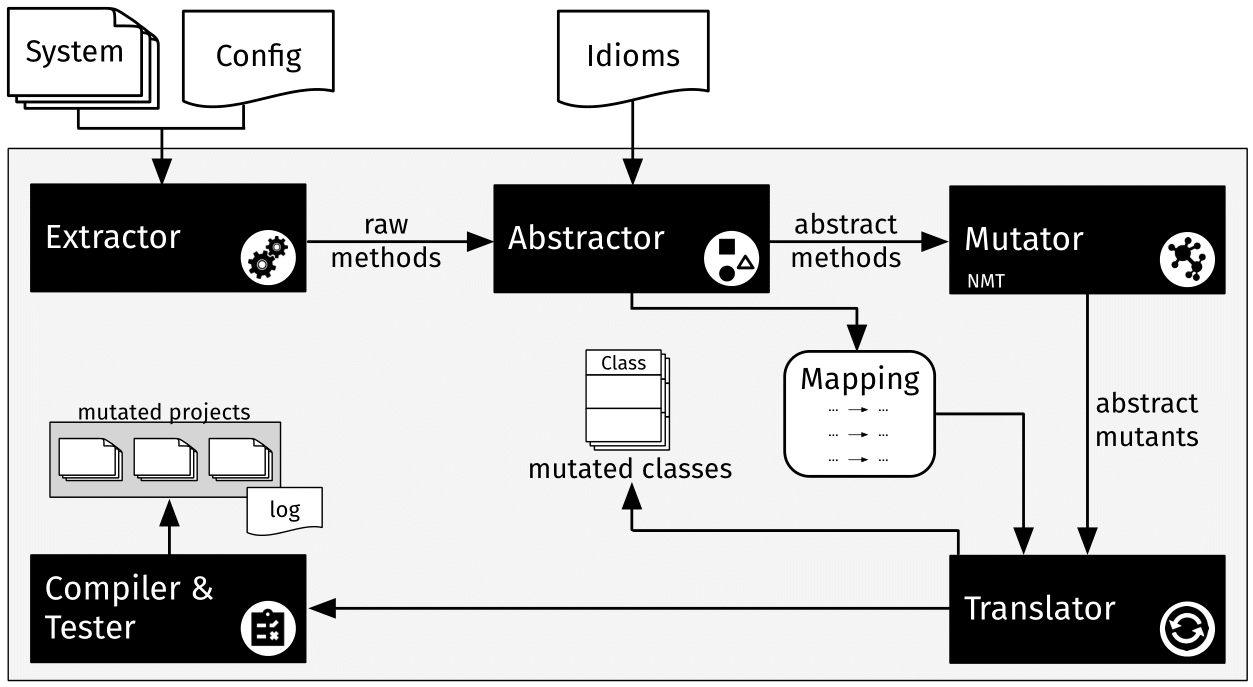 System
Config
Idioms
Extractor
raw
methods
Abstractor
abstract
methods
Mutator
NMT
Class
mutated classes
Mapping
... → ...
... → ...
... → ...
abstract
mutants
mutated projects
log
Compiler &
Tester
Translator